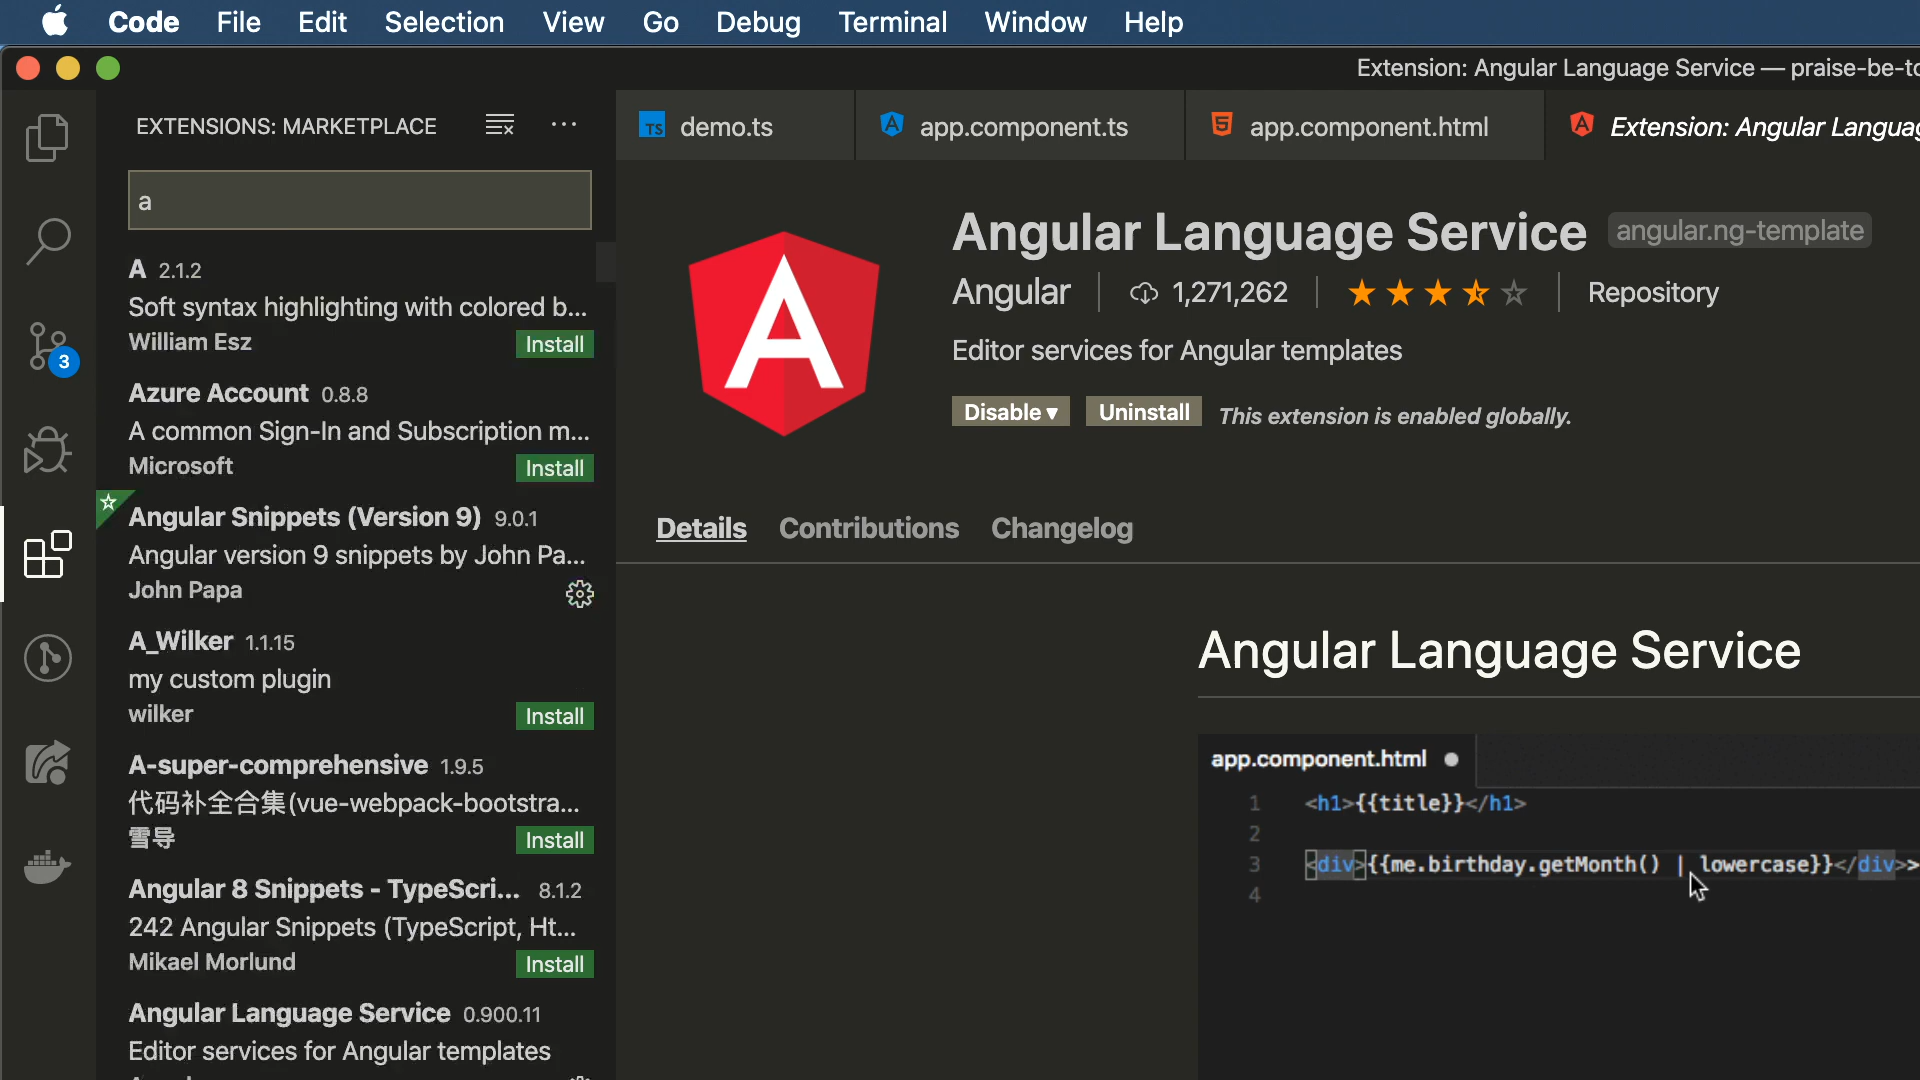 Code File Edit Selection View Go Debug Terminal Window Help
Extension: Angular Language Service — praise-be-to
EXTENSIONS: MARKETPLACE
demo.ts
app.component.ts
app.component.html
Extension: Angular Languag
a
A 2.1.2
Soft syntax highlighting with colored b...
William Esz
Install
Azure Account 0.8.8
A common Sign-In and Subscription m...
Microsoft
Install
Angular Snippets (Version 9) 9.0.1
Angular version 9 snippets by John Pa...
John Papa
A_Wilker 1.1.15
my custom plugin
wilker
Install
A-super-comprehensive 1.9.5
代码补全合集(vue-webpack-bootstra...
雪导
Install
Angular 8 Snippets - TypeScri... 8.1.2
242 Angular Snippets (TypeScript, Ht...
Mikael Morlund
Install
Angular Language Service 0.900.11
Editor services for Angular templates
3
Angular Language Service angular.ng-template
Angular 1,271,262 Repository
Editor services for Angular templates
Disable Uninstall This extension is enabled globally.
Details Contributions Changelog
Angular Language Service
app.component.html
1 <h1>{{title}}</h1>
2
3 <div>{{me.birthday.getMonth() | lowercase}}</div>>
4